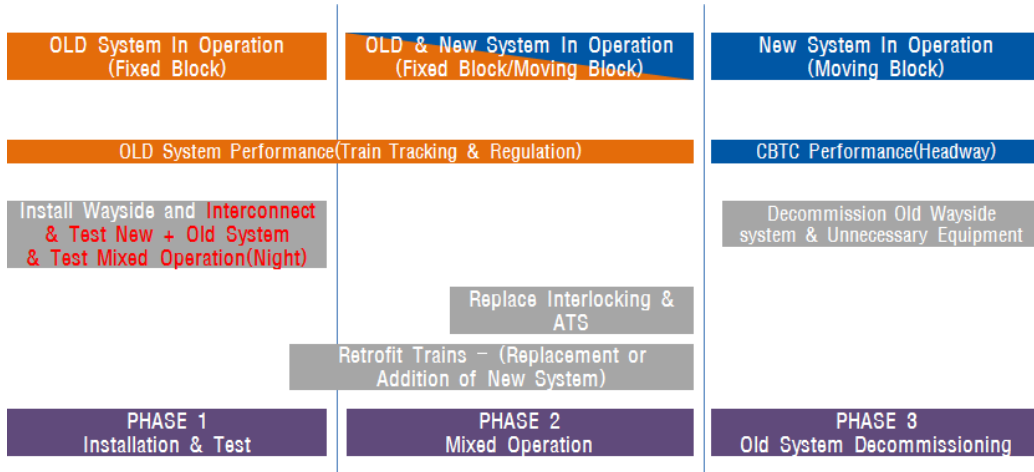 OLD System In Operation
(Fixed Block)
OLD & New System In Operation
(Fixed Block/Moving Block)
New System In Operation
(Moving Block)
OLD System Performance(Train Tracking & Regulation)
CBTC Performance(Headway)
Install Wayside and Interconnect
& Test New + Old System
& Test Mixed Operation(Night)
Decommission Old Wayside
system & Unnecessary Equipment
Replace Interlocking &
ATS
Retrofit Trains - (Replacement or
Addition of New System)
PHASE 1
Installation & Test
PHASE 2
Mixed Operation
PHASE 3
Old System Decommissioning